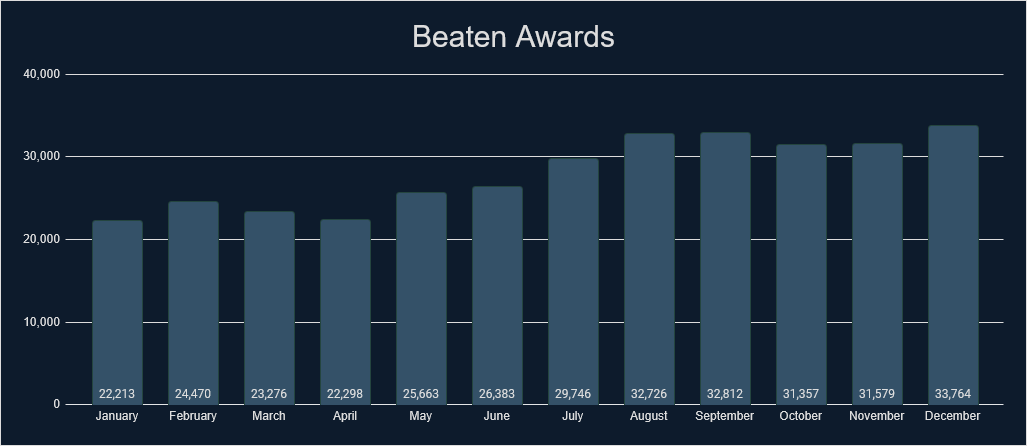 Beaten Awards
40,000
30,000
20,000
10,000
0
22,213 24,470 23,276 22,298 25,663 26,383 29,746 32,726 32,812 31,357 31,579 33,764
January February March April May June July August September October November December